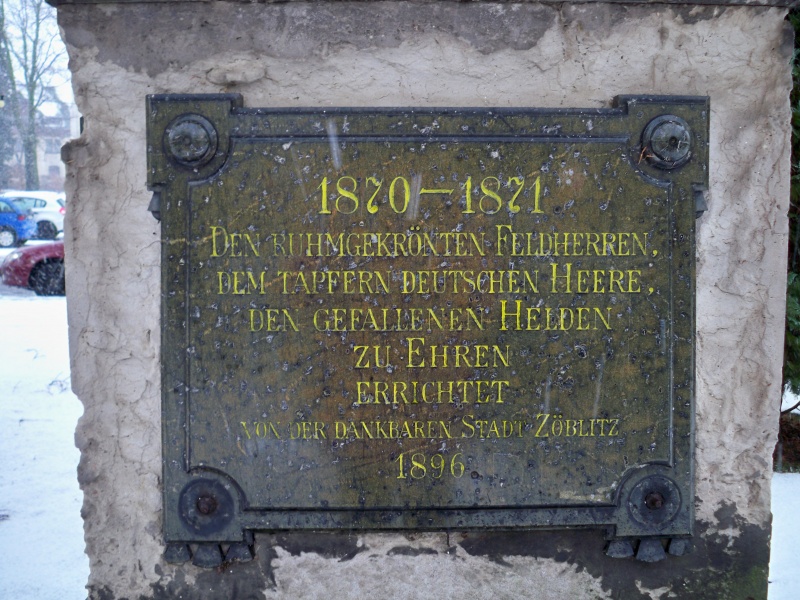 1870–1871
DEN RUHMGEKRÖNTEN FELDHERREN,
DEM TAPFERN DEUTSCHEN HEERE,
DEN GEFALLENEN HELDEN
ZU EHREN
ERRICHTET
VON DER DANKBAREN STADT ZÖBLITZ
1896